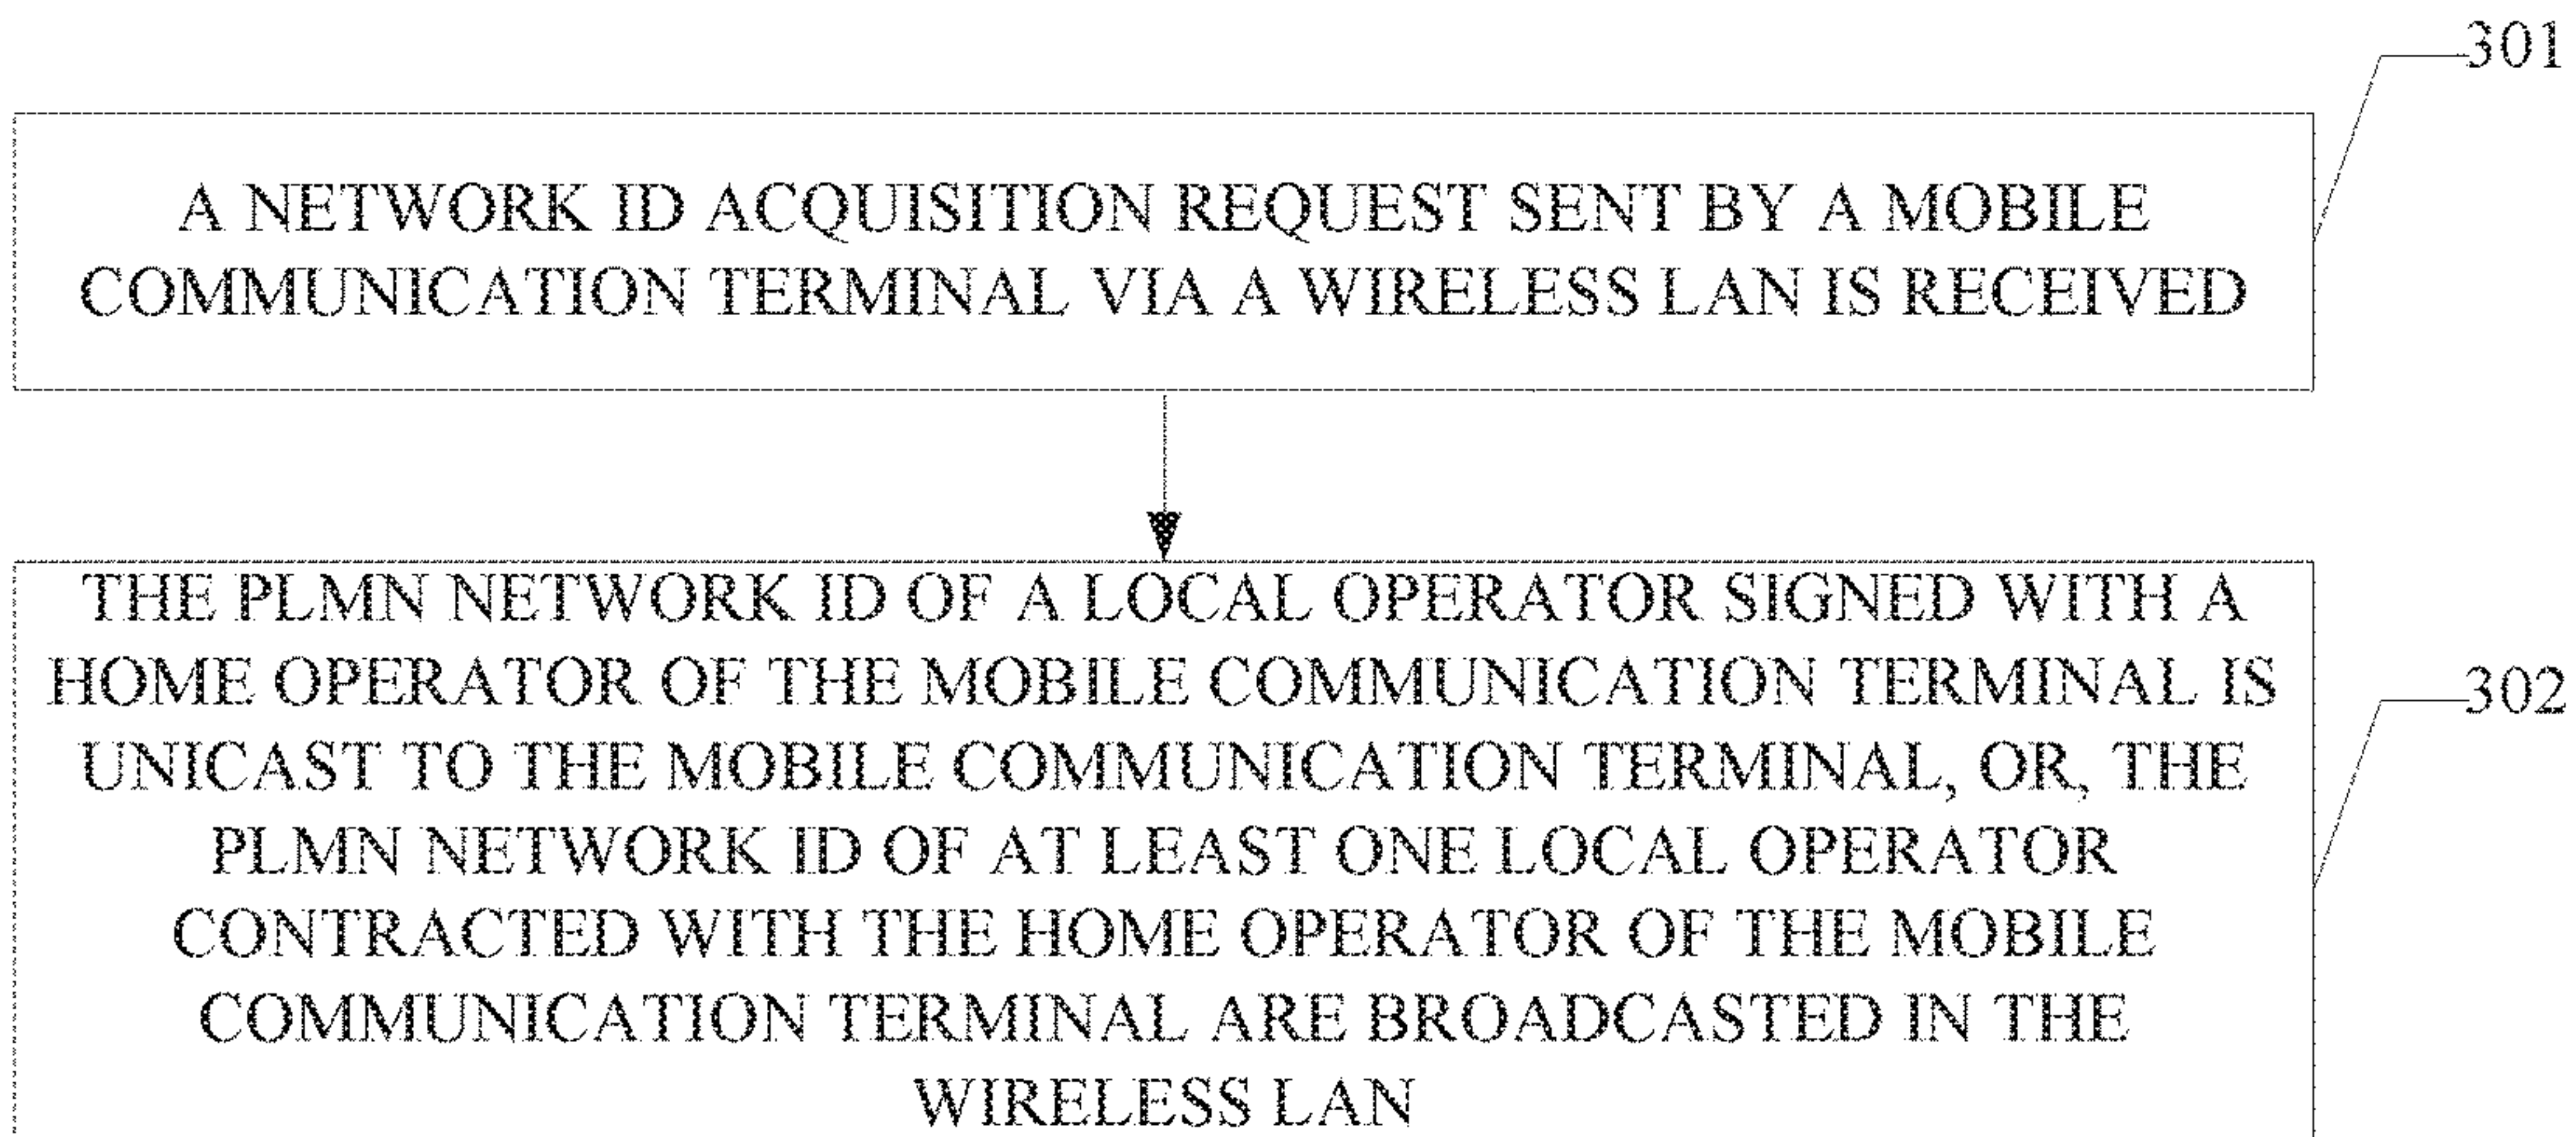 301
A NETWORK ID ACQUISITION REQUEST SENT BY A MOBILE
COMMUNICATION TERMINAL VIA A WIRELESS LAN IS RECEIVED
THE PLMN NETWORK ID OF A LOCAL OPERATOR SIGNED WITH A
HOME OPERATOR OF THE MOBILE COMMUNICATION TERMINAL IS
302
UNICAST TO THE MOBILE COMMUNICATION TERMINAL, OR, THE
PLMN NETWORK ID OF AT LEAST ONE LOCAL OPERATOR
CONTRACTED WITH THE HOME OPERATOR OF THE MOBILE
COMMUNICATION TERMINAL ARE BROADCASTED IN THE
WIRELESS LAN